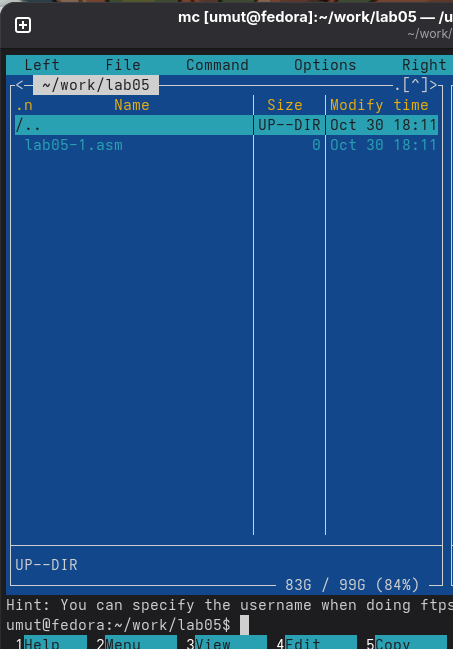 mc [umut@fedora]:~/work/lab05 — /u
~/work/
Left File Command Options Right
<─ ~/work/lab05 ─.[^]>
.n Name Size Modify time
/.. UP--DIR Oct 30 18:11
lab05-1.asm 0 Oct 30 18:11
UP--DIR
83G / 99G (84%)
Hint: You can specify the username when doing ftps
umut@fedora:~/work/lab05$
1Help 2Menu 3View 4Edit 5Copy